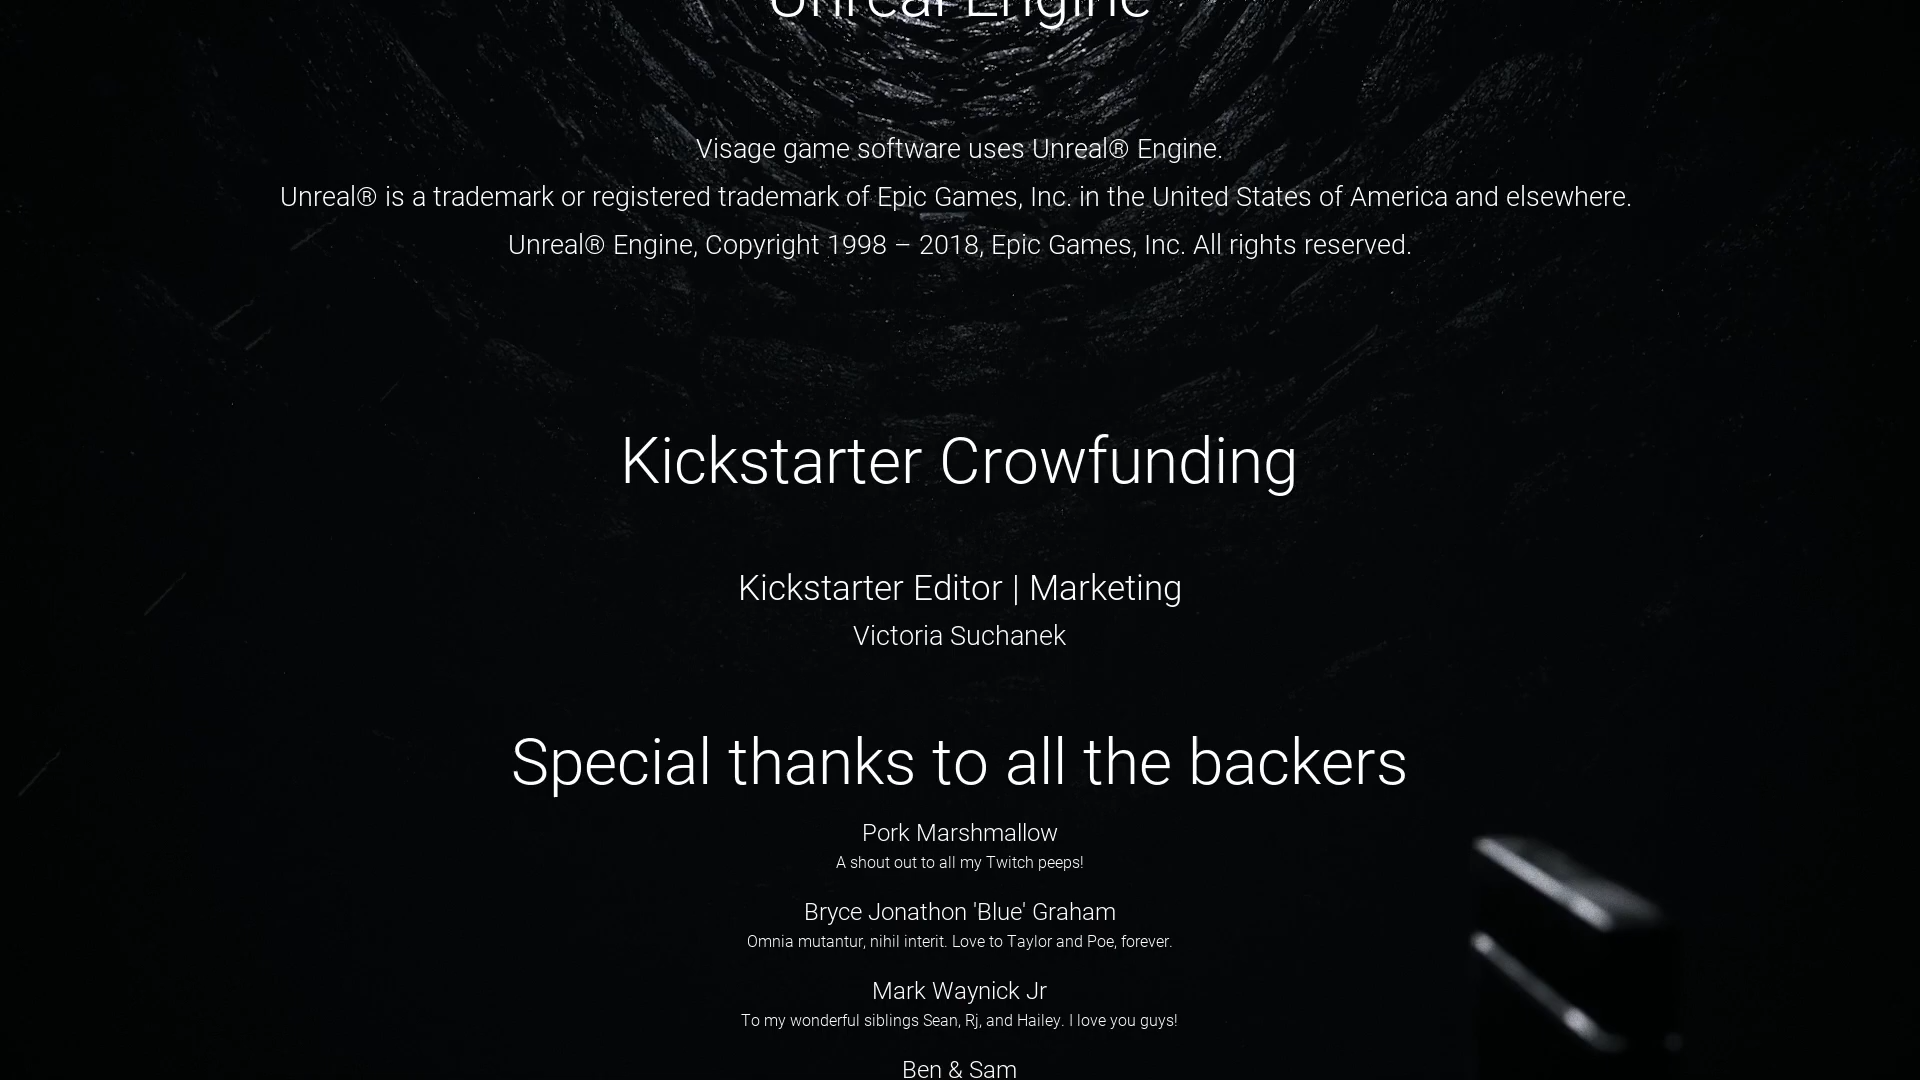 Unreal Engine
Visage game software uses Unreal® Engine.
Unreal® is a trademark or registered trademark of Epic Games, Inc. in the United States of America and elsewhere.
Unreal® Engine, Copyright 1998 – 2018, Epic Games, Inc. All rights reserved.
Kickstarter Crowfunding
Kickstarter Editor | Marketing
Victoria Suchanek
Special thanks to all the backers
Pork Marshmallow
A shout out to all my Twitch peeps!
Bryce Jonathon 'Blue' Graham
Omnia mutantur, nihil interit. Love to Taylor and Poe, forever.
Mark Waynick Jr
To my wonderful siblings Sean, Rj, and Hailey. I love you guys!
Ben & Sam